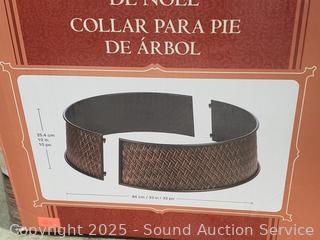 DE NOËL
COLLAR PARA PIE
DE ÁRBOL
25.4 cm
10 in
10 po
84 cm / 33 in / 33 po
Copyright 2025 - Sound Auction Service